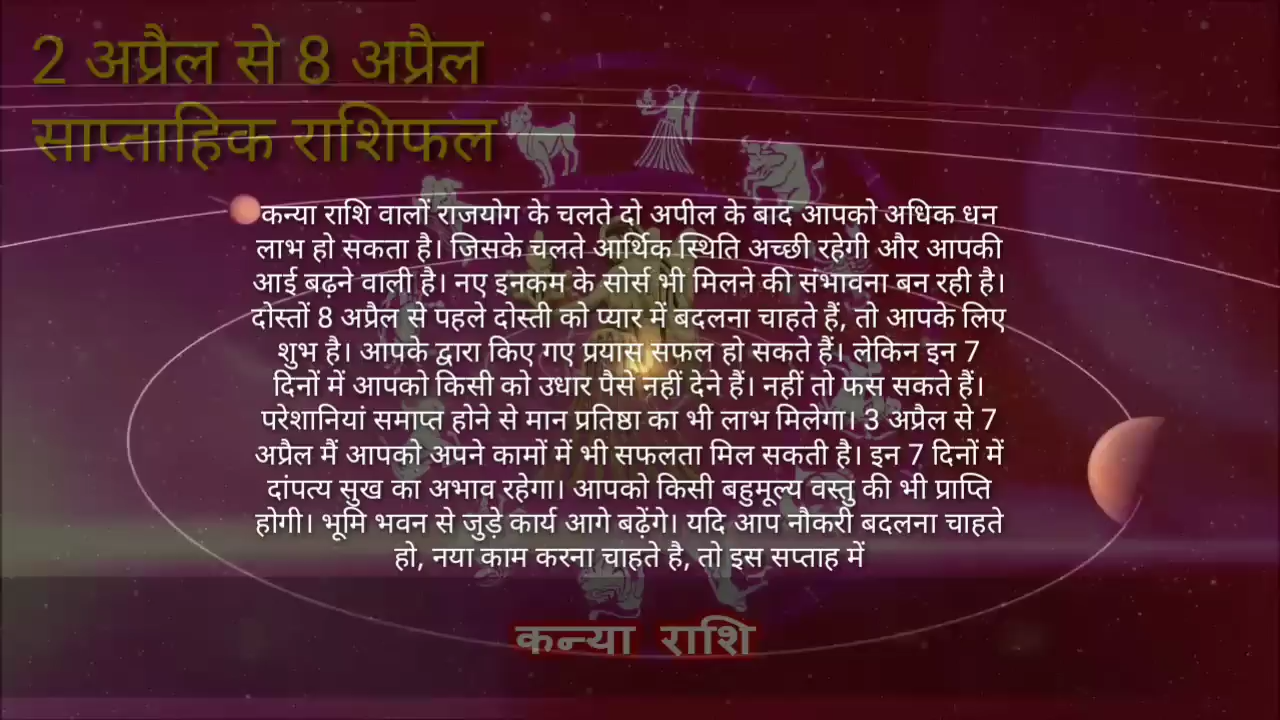 2 अप्रैल से 8 अप्रैल
साप्ताहिक राशिफल
कन्या राशि वालों राजयोग के चलते दो अपील के बाद आपको अधिक धन
लाभ हो सकता है। जिसके चलते आर्थिक स्थिति अच्छी रहेगी और आपकी
आई बढ़ने वाली है। नए इनकम के सोर्स भी मिलने की संभावना बन रही है।
दोस्तों 8 अप्रैल से पहले दोस्ती को प्यार में बदलना चाहते हैं, तो आपके लिए
शुभ है। आपके द्वारा किए गए प्रयास सफल हो सकते हैं। लेकिन इन 7
दिनों में आपको किसी को उधार पैसे नहीं देने हैं। नहीं तो फस सकते हैं।
परेशानियां समाप्त होने से मान प्रतिष्ठा का भी लाभ मिलेगा। 3 अप्रैल से 7
अप्रैल मैं आपको अपने कामों में भी सफलता मिल सकती है। इन 7 दिनों में
दांपत्य सुख का अभाव रहेगा। आपको किसी बहुमूल्य वस्तु की भी प्राप्ति
होगी। भूमि भवन से जुड़े कार्य आगे बढ़ेंगे। यदि आप नौकरी बदलना चाहते
हो, नया काम करना चाहते है, तो इस सप्ताह में
कन्या राशि